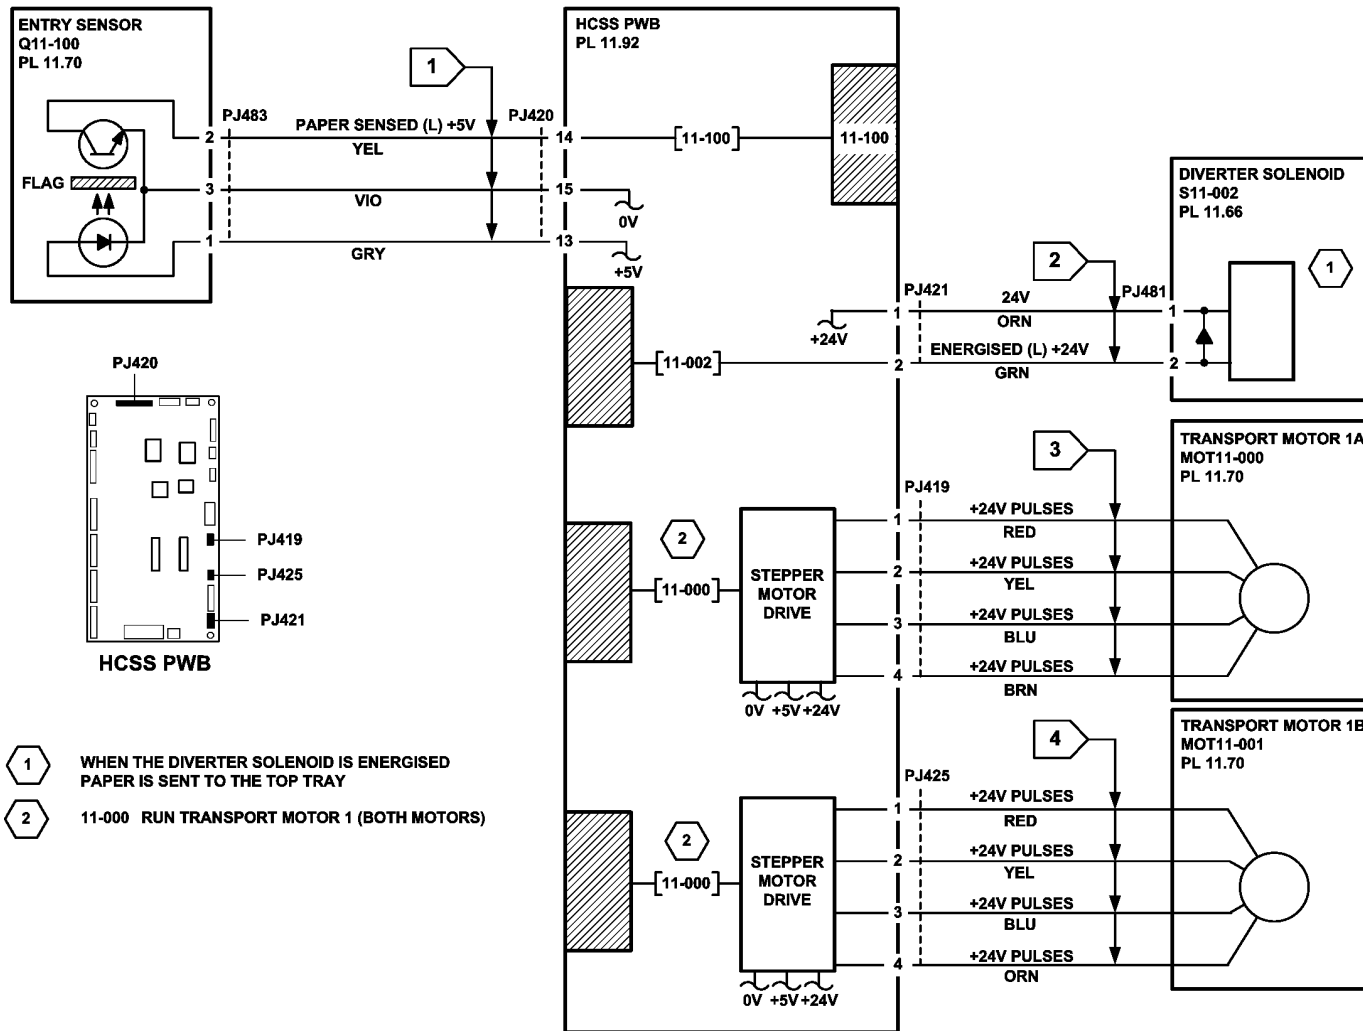 ENTRY SENSOR
Q11-100
PL 11.70
FLAG
2
3
1
PJ483
1
PAPER SENSED (L) +5V
YEL
VIO
GRY
PJ420
14
15
13
HCSS PWB
PL 11.92
11-100
11-100
0V
+5V
+24V
11-002
PJ421
1
2
24V
ORN
ENERGISED (L) +24V
GRN
2
PJ481
1
2
DIVERTER SOLENOID
S11-002
PL 11.66
1
PJ420
PJ419
PJ425
PJ421
HCSS PWB
2
11-000
STEPPER
MOTOR
DRIVE
0V +5V +24V
PJ419
1
2
3
4
3
+24V PULSES
RED
+24V PULSES
YEL
+24V PULSES
BLU
+24V PULSES
BRN
TRANSPORT MOTOR 1A
MOT11-000
PL 11.70
2
11-000
STEPPER
MOTOR
DRIVE
0V +5V +24V
PJ425
1
2
3
4
4
+24V PULSES
RED
+24V PULSES
YEL
+24V PULSES
BLU
+24V PULSES
ORN
TRANSPORT MOTOR 1B
MOT11-001
PL 11.70
1 WHEN THE DIVERTER SOLENOID IS ENERGISED
PAPER IS SENT TO THE TOP TRAY
2 11-000 RUN TRANSPORT MOTOR 1 (BOTH MOTORS)